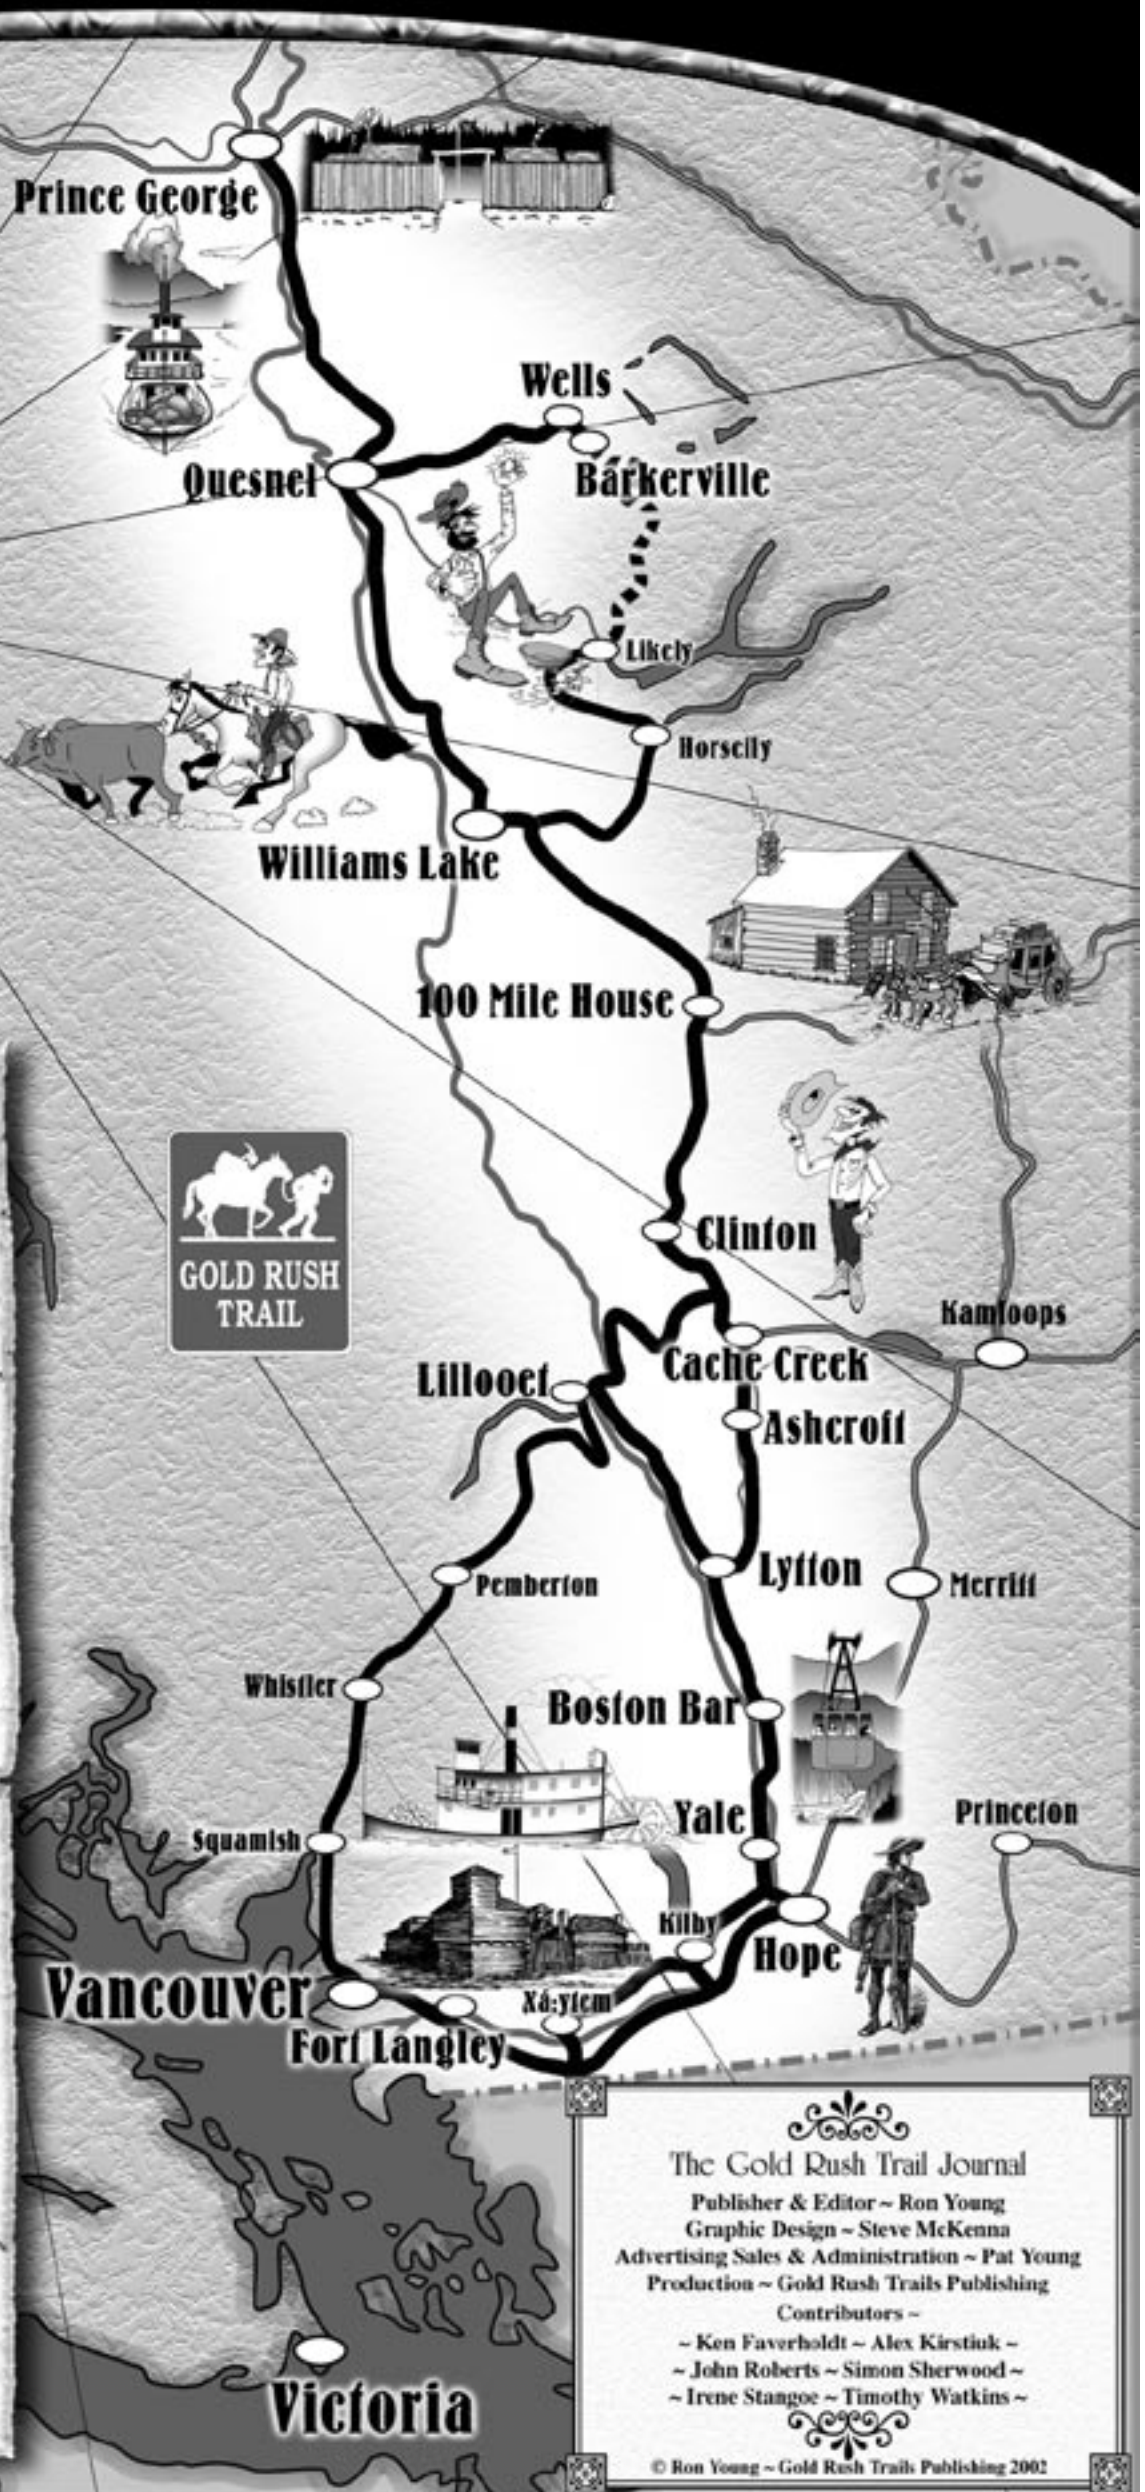 Prince George
Wells
Quesnel
Barkerville
Likely
Horsefly
Williams Lake
100 Mile House
GOLD RUSH
TRAIL
Clinton
Kamloops
Cache Creek
Lillooet
Ashcroft
Lytton
Pemberton
Merritt
Whistler
Boston Bar
Yale
Princeton
Squamish
Kilby
Hope
Vancouver
Xá:ytem
Fort Langley
The Gold Rush Trail Journal
Publisher & Editor ~ Ron Young
Graphic Design ~ Steve McKenna
Advertising Sales & Administration ~ Pat Young
Production ~ Gold Rush Trails Publishing
Contributors ~
~ Ken Faverholdt ~ Alex Kirstiuk ~
~ John Roberts ~ Simon Sherwood ~
~ Irene Stangoe ~ Timothy Watkins ~
© Ron Young ~ Gold Rush Trails Publishing 2002
Victoria